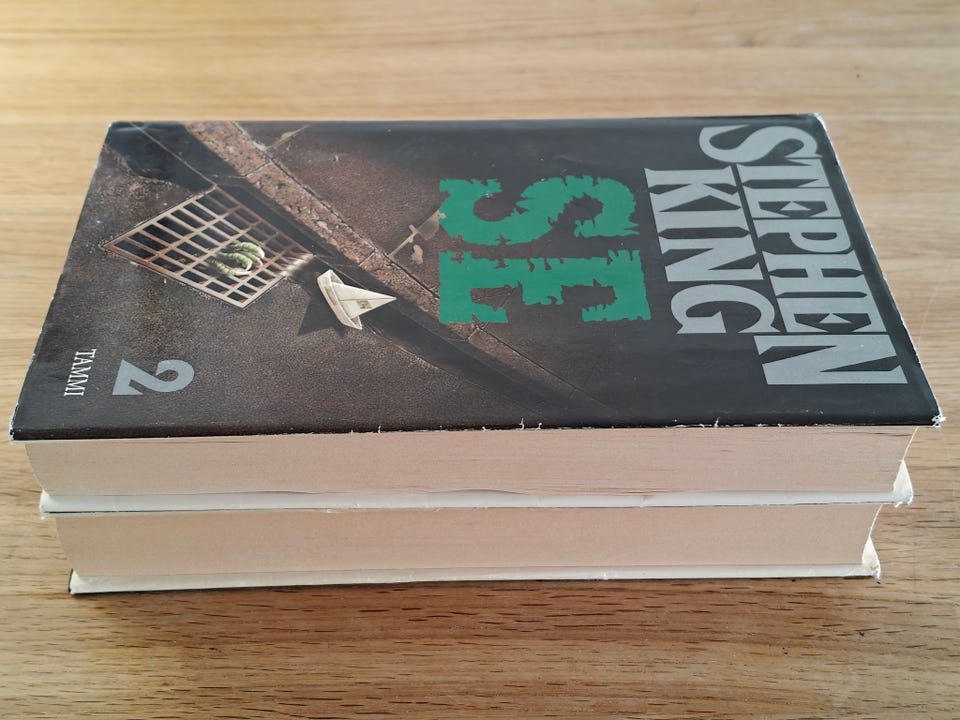 STEPHEN
KING
SE
2
TAMMI